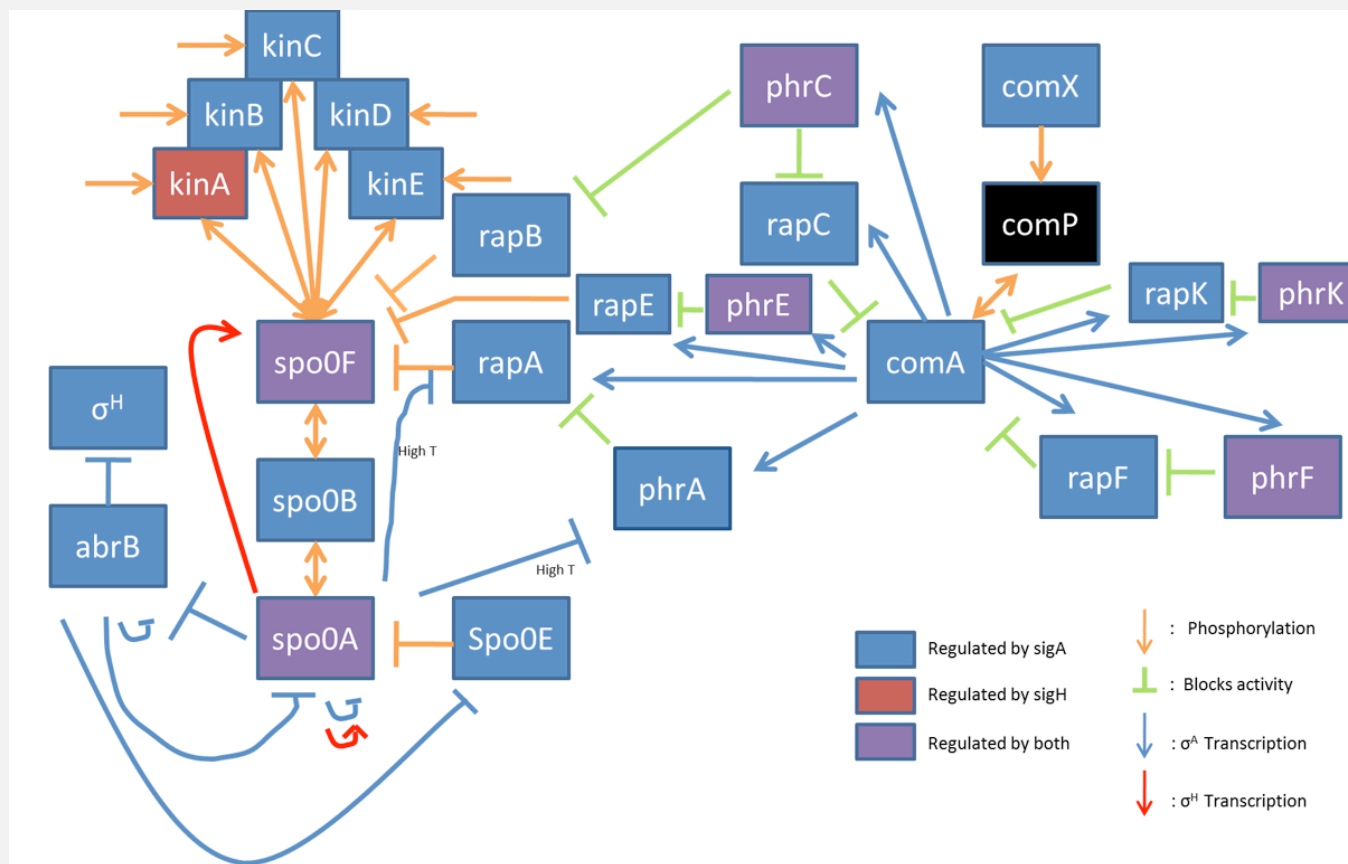 kinC
kinB
kinD
kinA
kinE
phrC
comX
rapB
rapC
comP
rapE
phrE
rapK
phrK
spo0F
rapA
comA
σᴴ
High T
spo0B
phrA
rapF
phrF
abrB
High T
spo0A
Spo0E
Regulated by sigA
Regulated by sigH
Regulated by both
: Phosphorylation
: Blocks activity
: σᴬ Transcription
: σᴴ Transcription